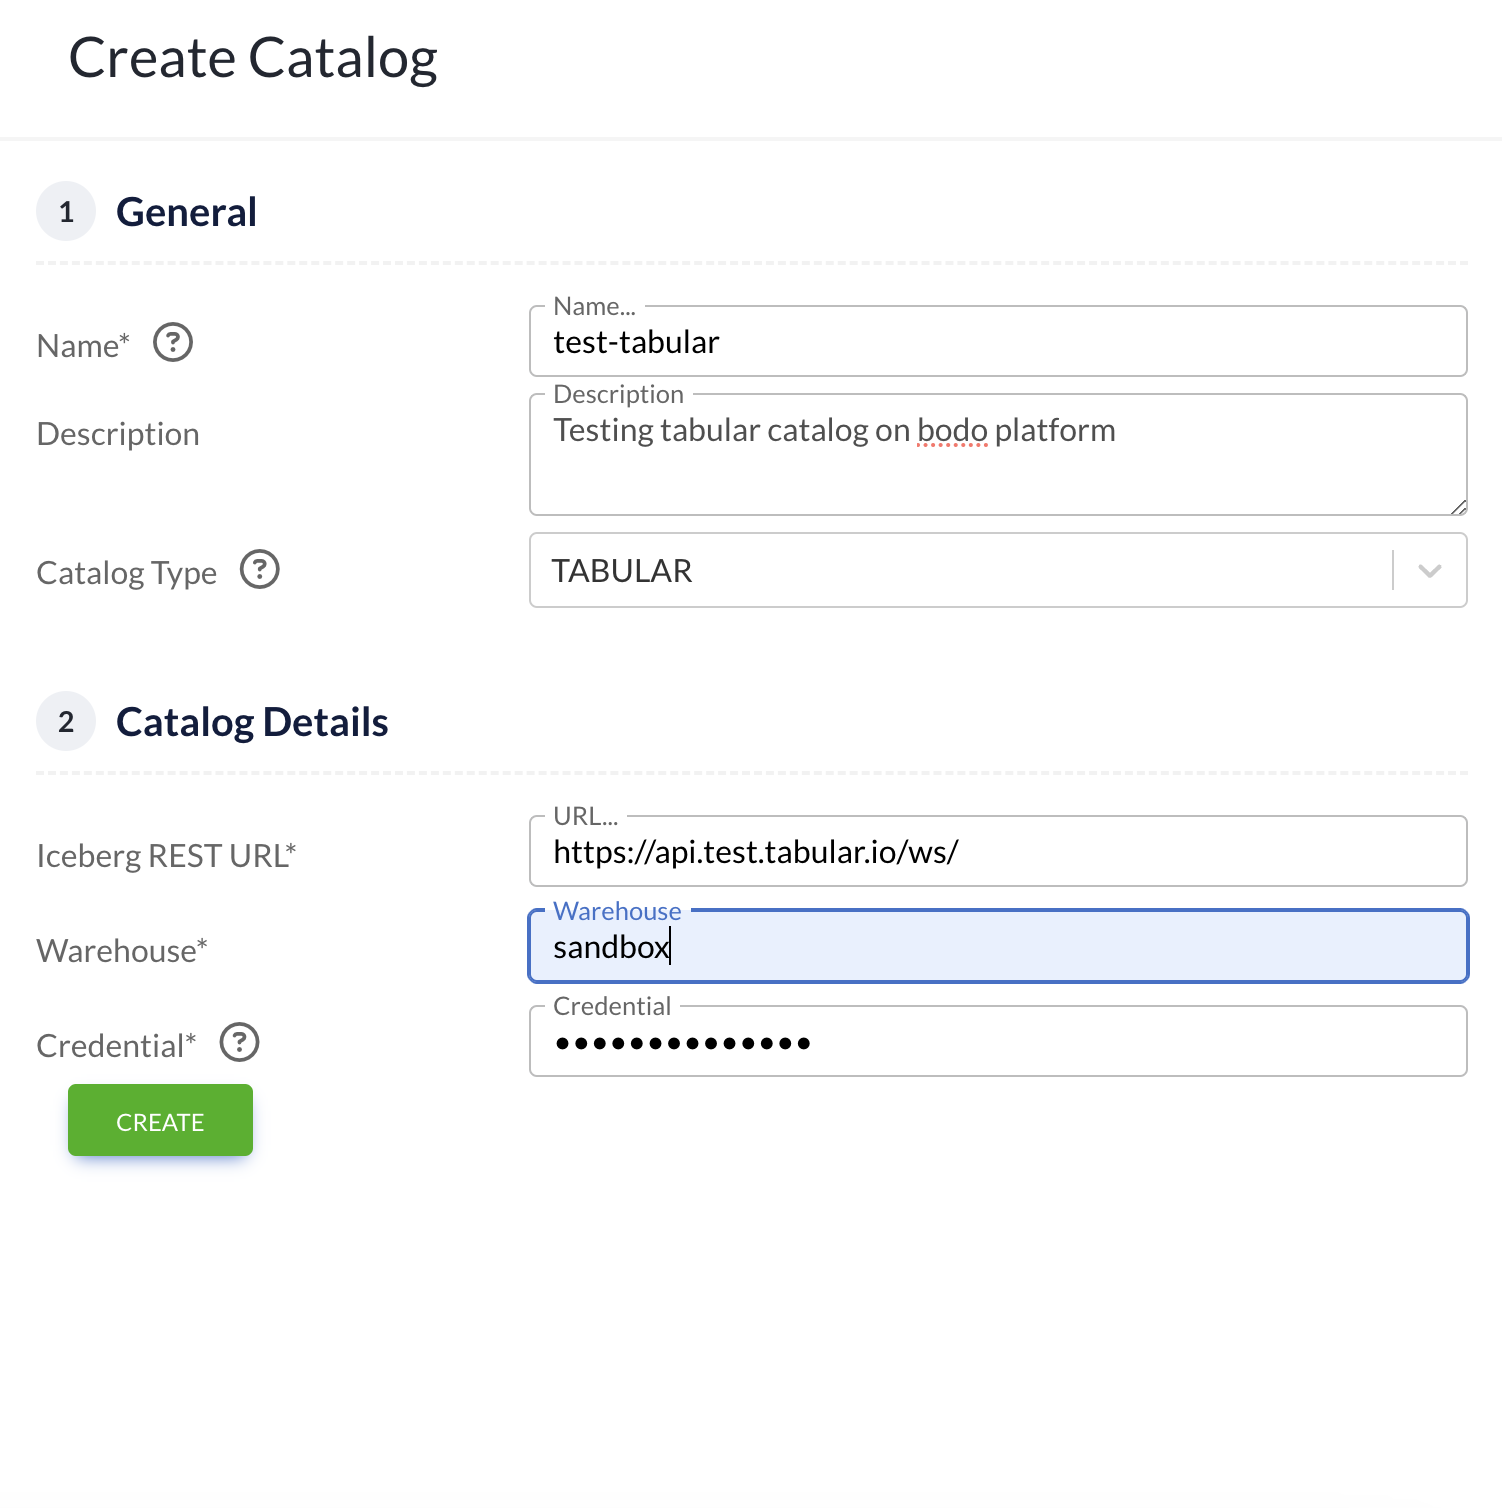 Create Catalog
1 General
Name* ? Name...
test-tabular
Description Description
Testing tabular catalog on bodo platform
Catalog Type ? TABULAR
2 Catalog Details
Iceberg REST URL* URL...
https://api.test.tabular.io/ws/
Warehouse* Warehouse
sandbox
Credential* ? Credential
••••••••••••••
CREATE